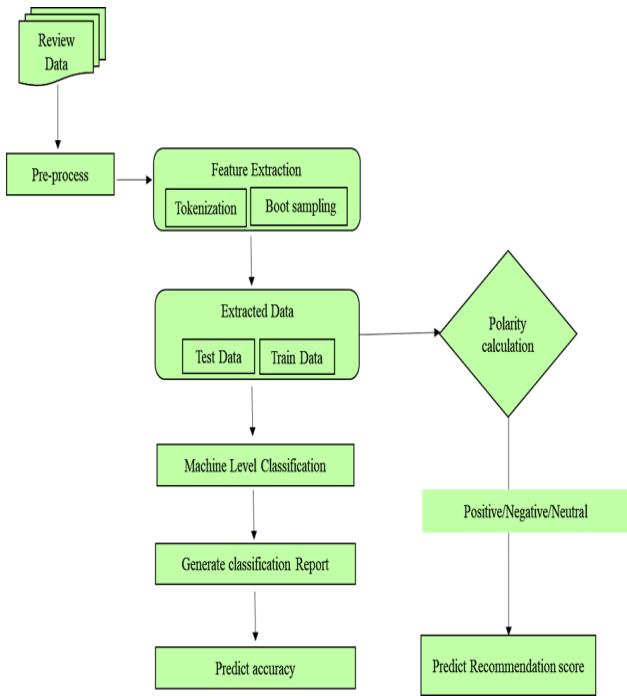 Review
Data
Pre-process
Feature Extraction
Tokenization
Boot sampling
Extracted Data
Test Data
Train Data
Polarity
calculation
Machine Level Classification
Positive/Negative/Neutral
Generate classification Report
Predict accuracy
Predict Recommendation score